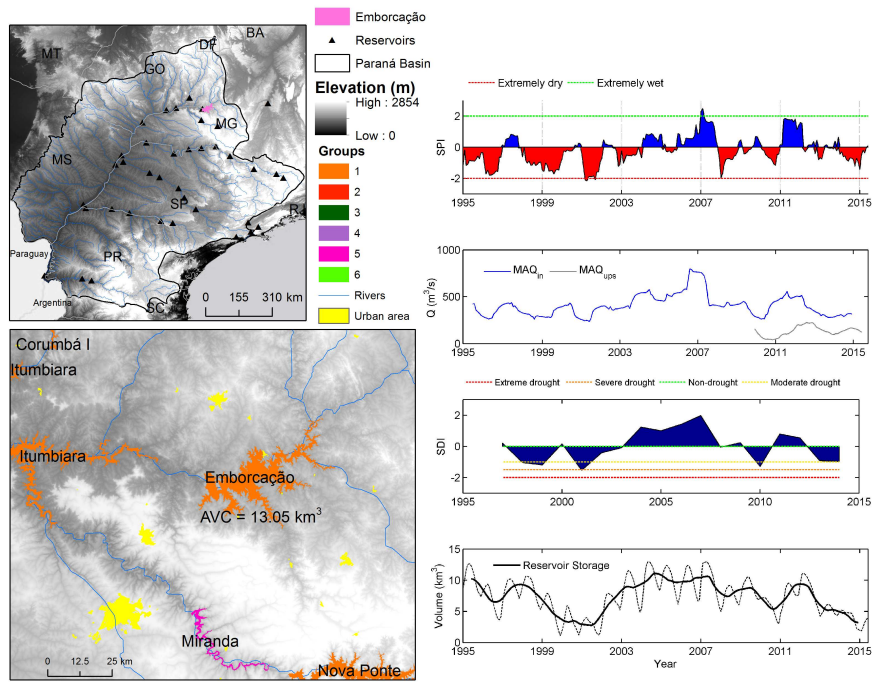 Emborcação
Reservoirs
Paraná Basin
Elevation (m)
High : 2854
Low : 0
Groups
1
2
3
4
5
6
Rivers
Urban area
MT
DF
BA
GO
MG
MS
SP
PR
SC
Paraguay
Argentina
0 155 310 km
Corumbá I
Itumbiara
Itumbiara
Emborcação
AVC = 13.05 km³
Miranda
Nova Ponte
0 12.5 25 km
Extremely dry
Extremely wet
SPI
2
0
-2
1995 1999 2003 2007 2011 2015
Q (m³/s)
MAQin
MAQups
1000
500
0
1995 1999 2003 2007 2011 2015
Extreme drought
Severe drought
Non-drought
Moderate drought
SDI
2
0
-2
1995 2000 2005 2010 2015
Volume (km³)
Reservoir Storage
15
10
5
0
1995 1999 2003 2007 2011 2015
Year